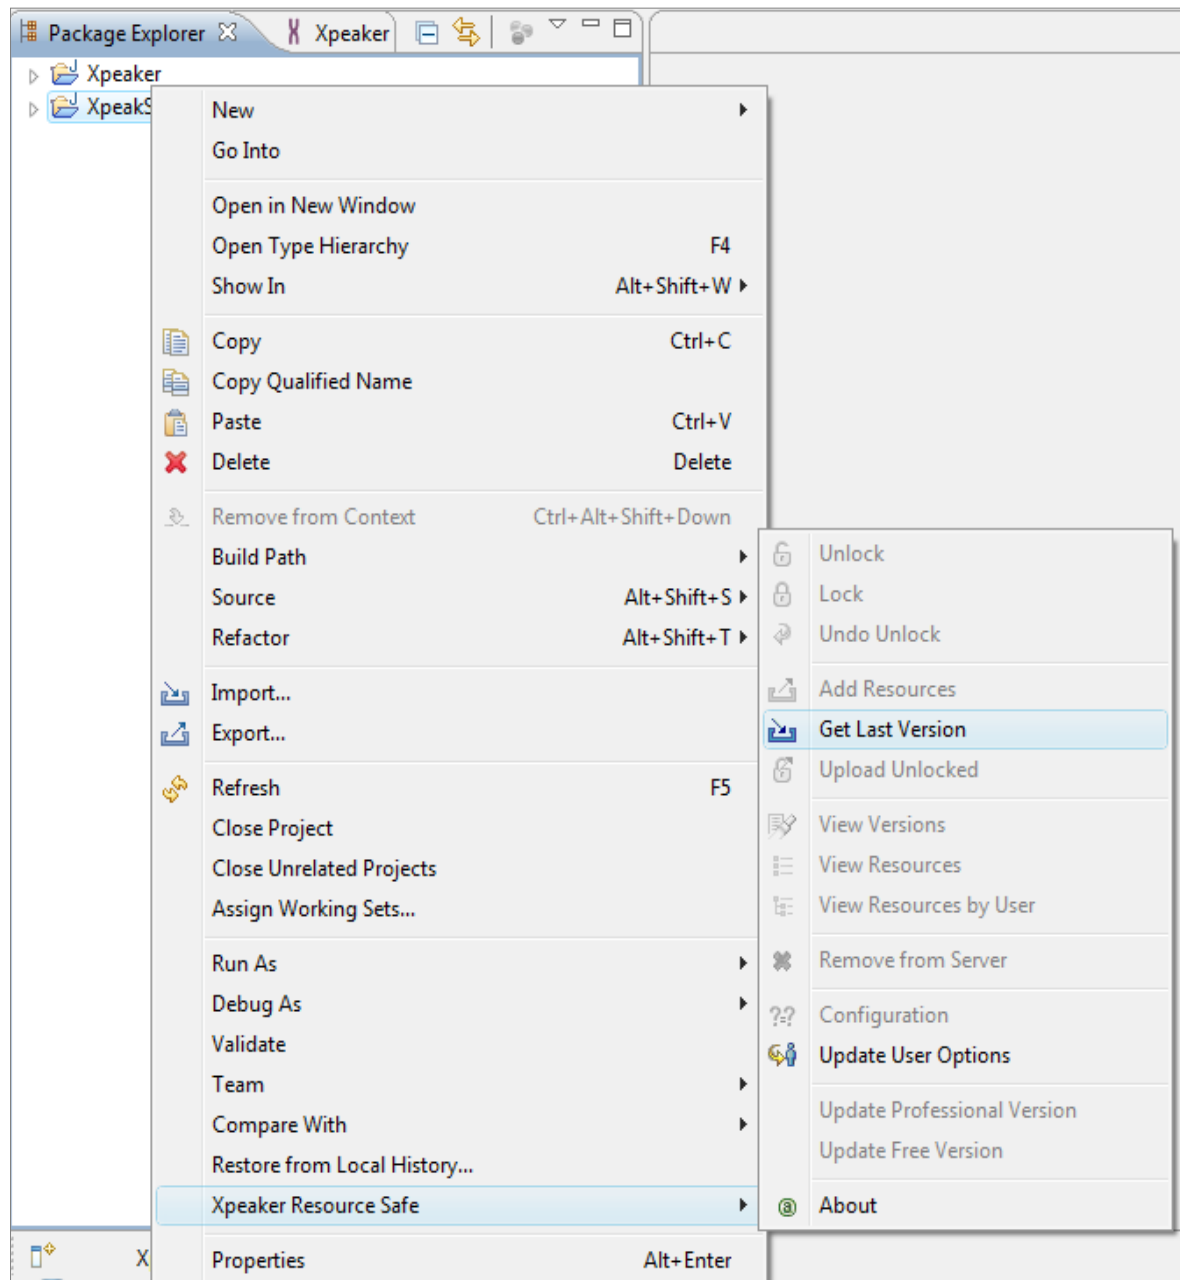 Package Explorer Xpeaker
Xpeaker
XpeakS
New
Go Into
Open in New Window
Open Type Hierarchy F4
Show In Alt+Shift+W
Copy Ctrl+C
Copy Qualified Name
Paste Ctrl+V
Delete Delete
Remove from Context Ctrl+Alt+Shift+Down
Build Path
Source Alt+Shift+S
Refactor Alt+Shift+T
Import...
Export...
Refresh F5
Close Project
Close Unrelated Projects
Assign Working Sets...
Run As
Debug As
Validate
Team
Compare With
Restore from Local History...
Xpeaker Resource Safe
Properties Alt+Enter
Unlock
Lock
Undo Unlock
Add Resources
Get Last Version
Upload Unlocked
View Versions
View Resources
View Resources by User
Remove from Server
?=? Configuration
Update User Options
Update Professional Version
Update Free Version
@ About
X